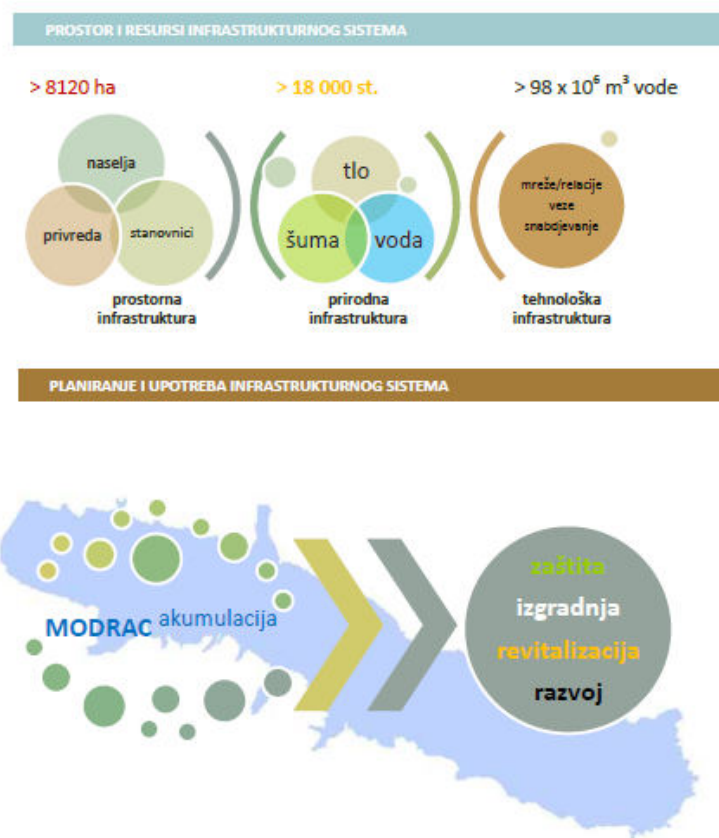 PROSTOR I RESURSI INFRASTRUKTURNOG SISTEMA
> 8120 ha
> 18 000 st.
> 98 x 10⁶ m³ vode
naselja
privreda
stanovnici
tlo
šuma
voda
mreže/relacije
veze
snabdjevanje
prostorna
infrastruktura
prirodna
infrastruktura
tehnološka
infrastruktura
PLANIRANJE I UPOTREBA INFRASTRUKTURNOG SISTEMA
MODRAC akumulacija
zaštita
izgradnja
revitalizacija
razvoj